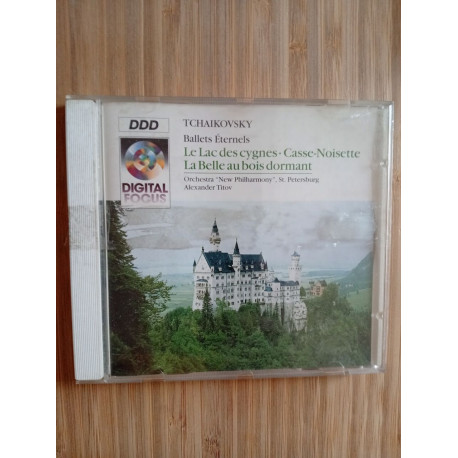 DDD
DIGITAL
FOCUS
TCHAIKOVSKY
Ballets Éternels
Le Lac des cygnes · Casse-Noisette
La Belle au bois dormant
Orchestra "New Philharmony", St. Petersburg
Alexander Titov